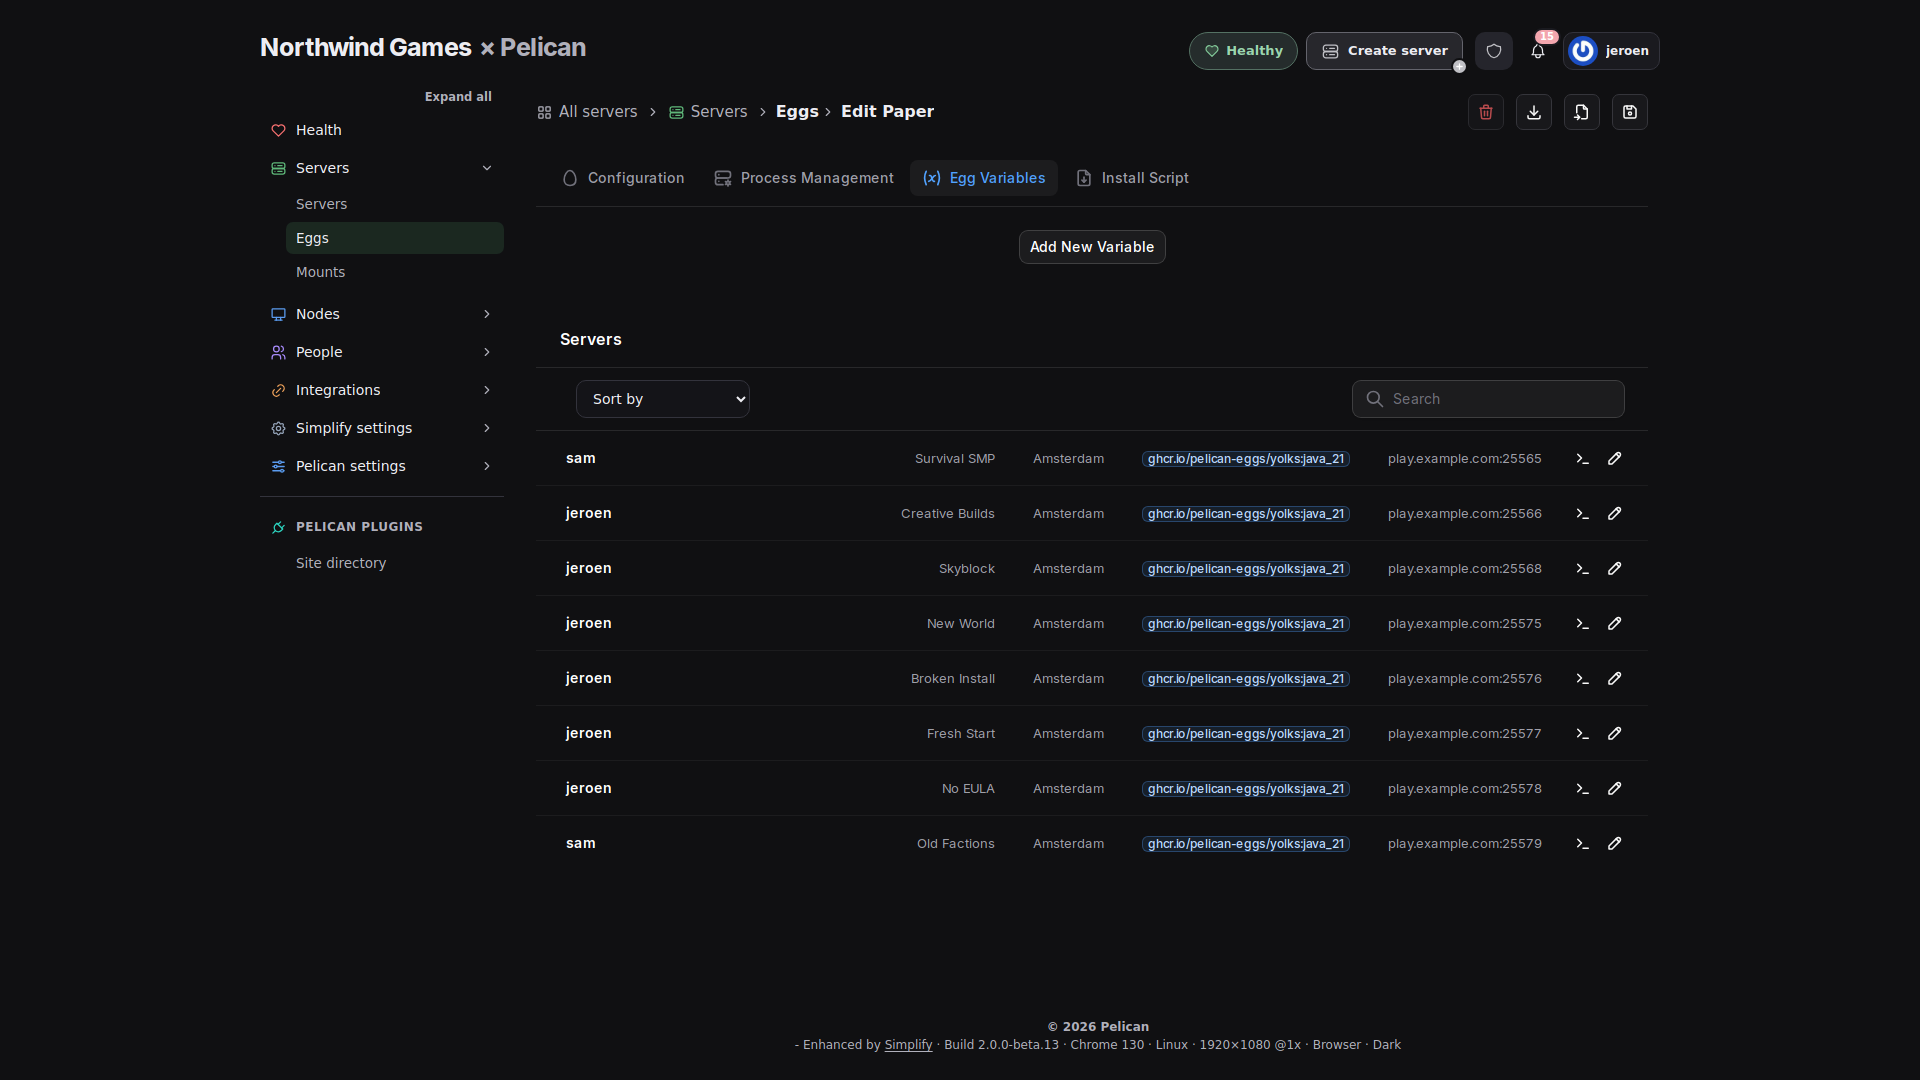 Northwind Games × Pelican
Healthy
Create server
15
jeroen
Expand all
Health
Servers
Servers
Eggs
Mounts
Nodes
People
Integrations
Simplify settings
Pelican settings
PELICAN PLUGINS
Site directory
All servers > Servers > Eggs > Edit Paper
Configuration
Process Management
(x) Egg Variables
Install Script
Add New Variable
Servers
Sort by
Search
sam Survival SMP Amsterdam ghcr.io/pelican-eggs/yolks:java_21 play.example.com:25565
jeroen Creative Builds Amsterdam ghcr.io/pelican-eggs/yolks:java_21 play.example.com:25566
jeroen Skyblock Amsterdam ghcr.io/pelican-eggs/yolks:java_21 play.example.com:25568
jeroen New World Amsterdam ghcr.io/pelican-eggs/yolks:java_21 play.example.com:25575
jeroen Broken Install Amsterdam ghcr.io/pelican-eggs/yolks:java_21 play.example.com:25576
jeroen Fresh Start Amsterdam ghcr.io/pelican-eggs/yolks:java_21 play.example.com:25577
jeroen No EULA Amsterdam ghcr.io/pelican-eggs/yolks:java_21 play.example.com:25578
sam Old Factions Amsterdam ghcr.io/pelican-eggs/yolks:java_21 play.example.com:25579
© 2026 Pelican
- Enhanced by Simplify · Build 2.0.0-beta.13 · Chrome 130 · Linux · 1920×1080 @1x · Browser · Dark